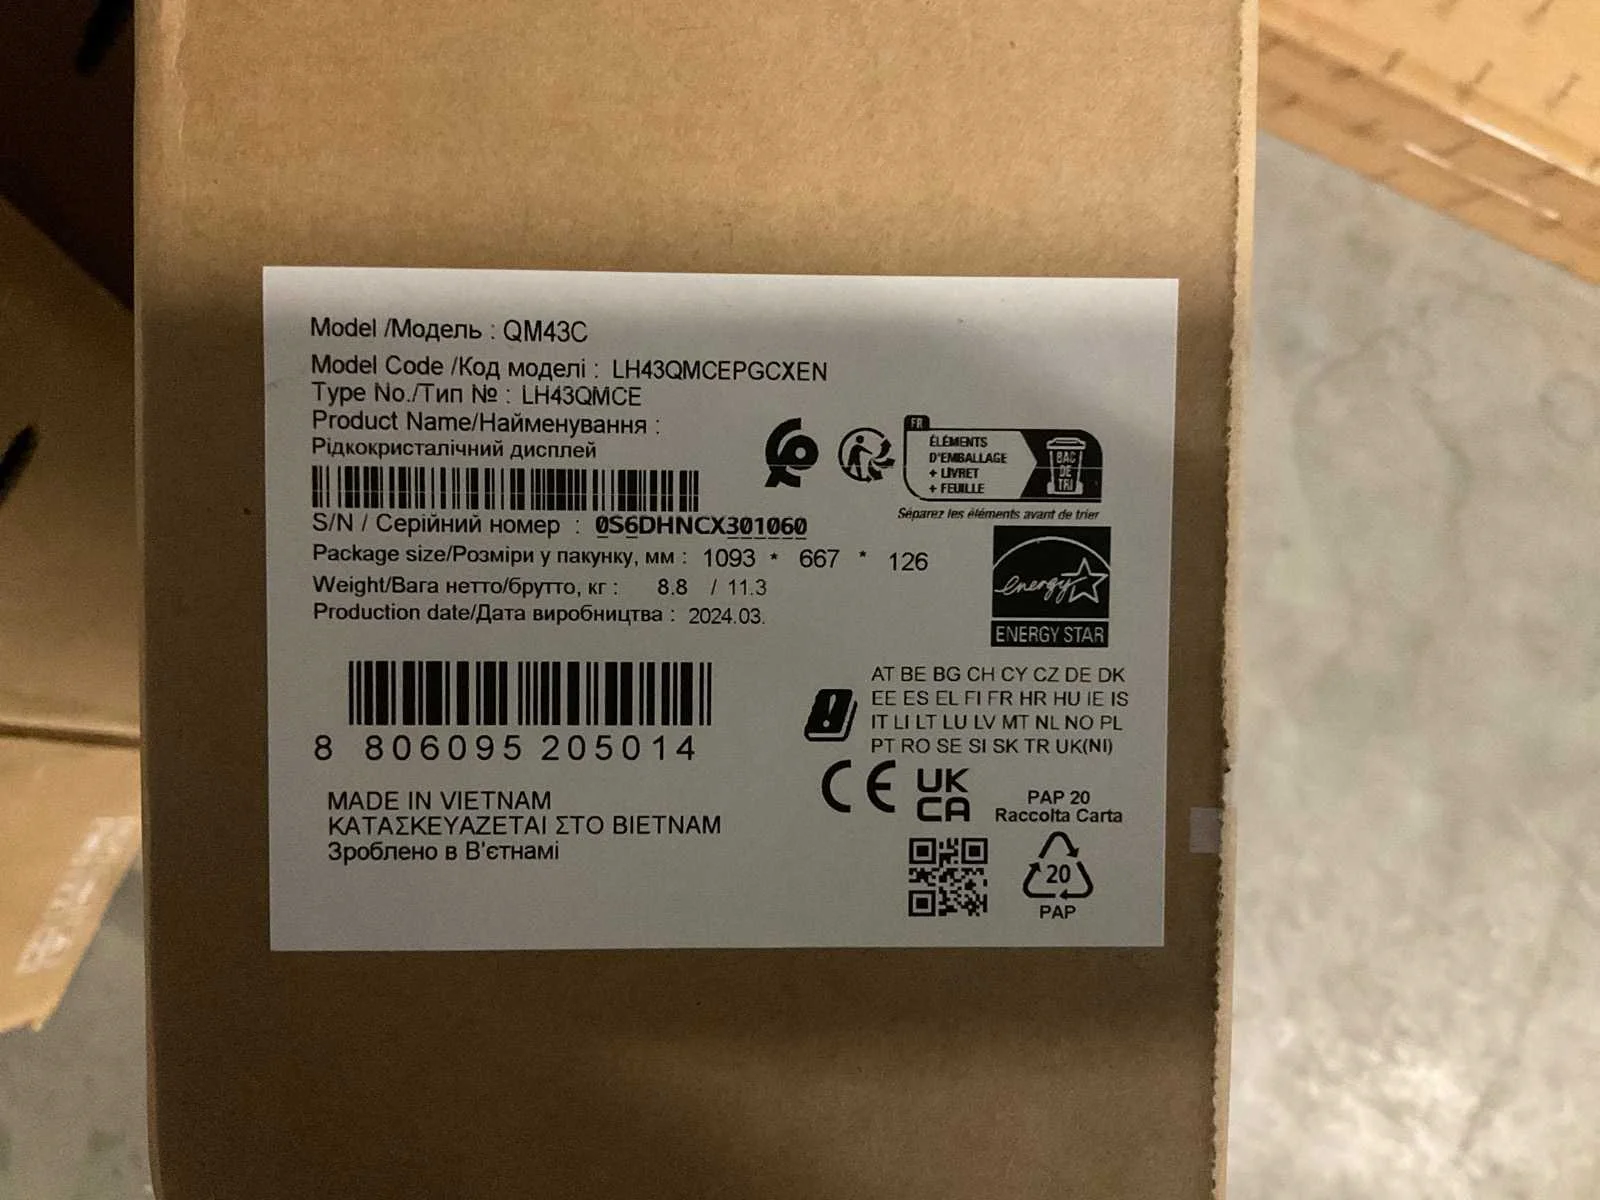 Model /Модель : QM43C
Model Code /Код моделі : LH43QMCEPGCXEN
Type No./Тип № : LH43QMCE
Product Name/Найменування :
Рідкокристалічний дисплей
S/N / Серійний номер : 0S6DHNCX301060
Package size/Розміри у пакунку, мм : 1093 * 667 * 126
Weight/Вага нетто/брутто, кг : 8.8 / 11.3
Production date/Дата виробництва : 2024.03.
FR
ÉLÉMENTS
D'EMBALLAGE
+ LIVRET
+ FEUILLE
BAC
DE
TRI
Séparez les éléments avant de trier
energy
ENERGY STAR
8 806095 205014
AT BE BG CH CY CZ DE DK
EE ES EL FI FR HR HU IE IS
IT LI LT LU LV MT NL NO PL
PT RO SE SI SK TR UK(NI)
MADE IN VIETNAM
ΚΑΤΑΣΚΕΥΑΖΕΤΑΙ ΣΤΟ ΒΙΕΤΝΑΜ
Зроблено в В'єтнамі
CE
UK
CA
PAP 20
Raccolta Carta
20
PAP